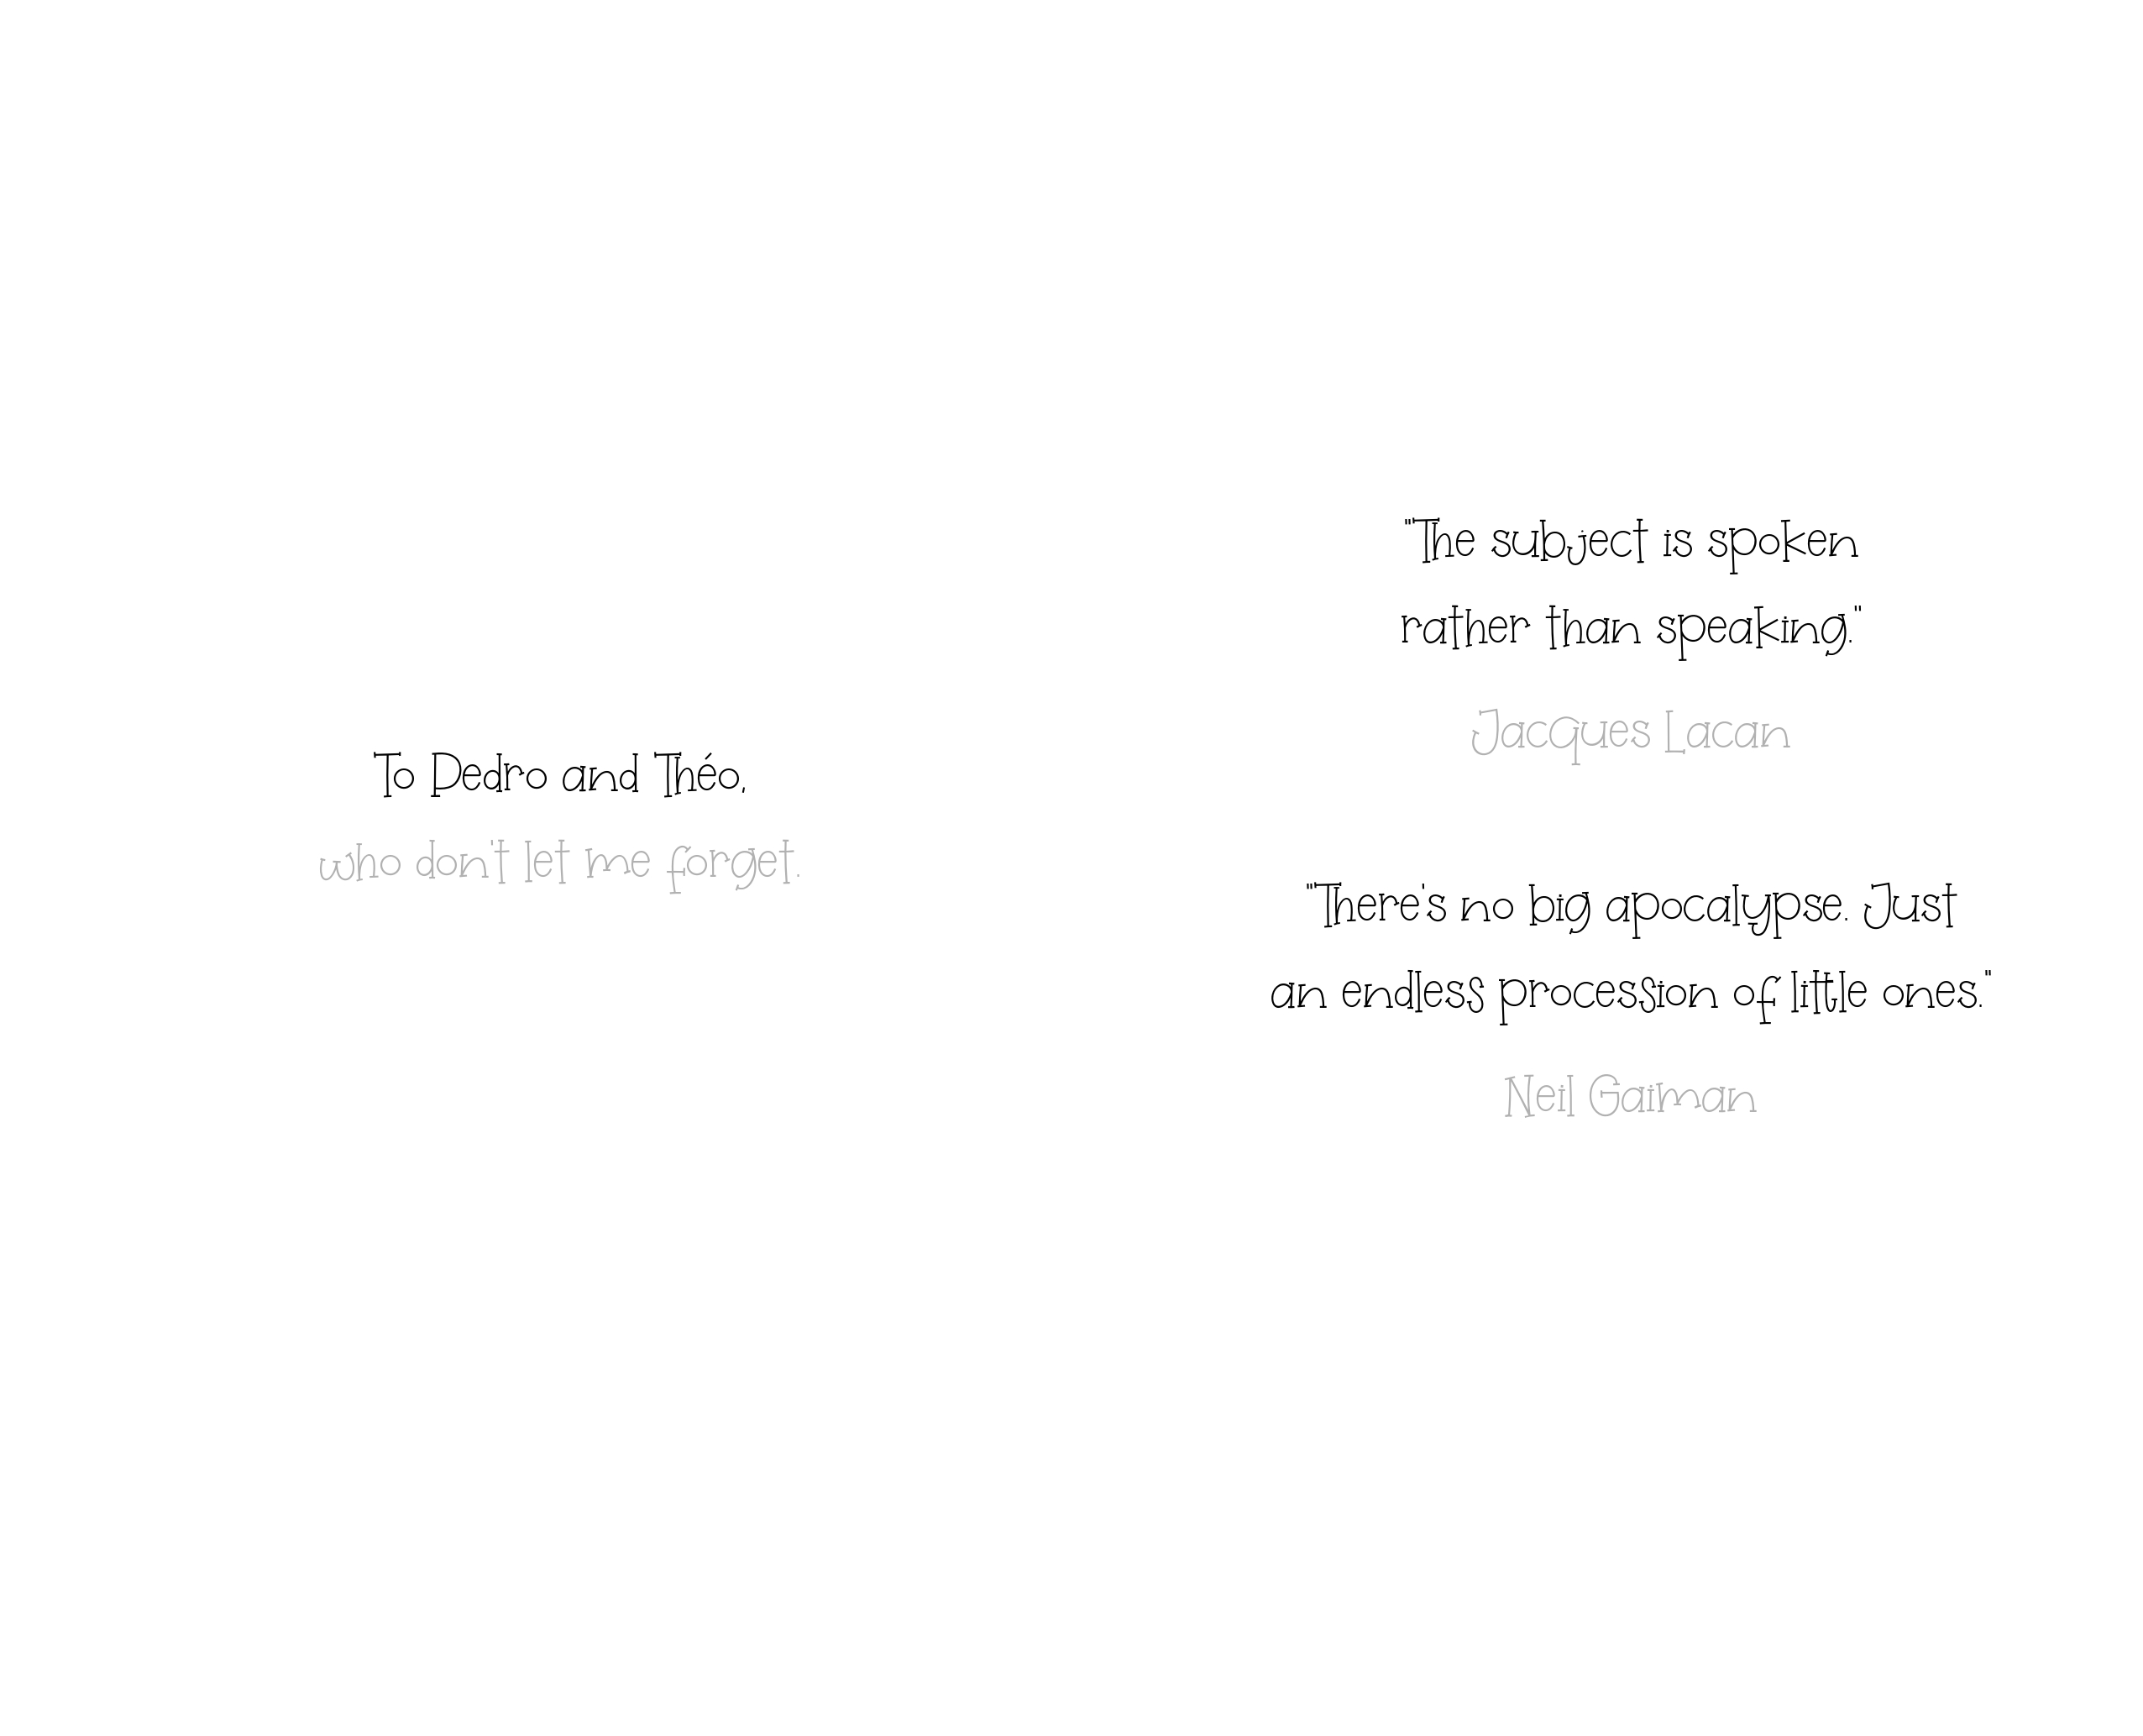 To Pedro and Théo,
who don't let me forget.
"The subject is spoken
rather than speaking."
Jacques Lacan
"There's no big apocalypse. Just
an endless procession of little ones."
Neil Gaiman